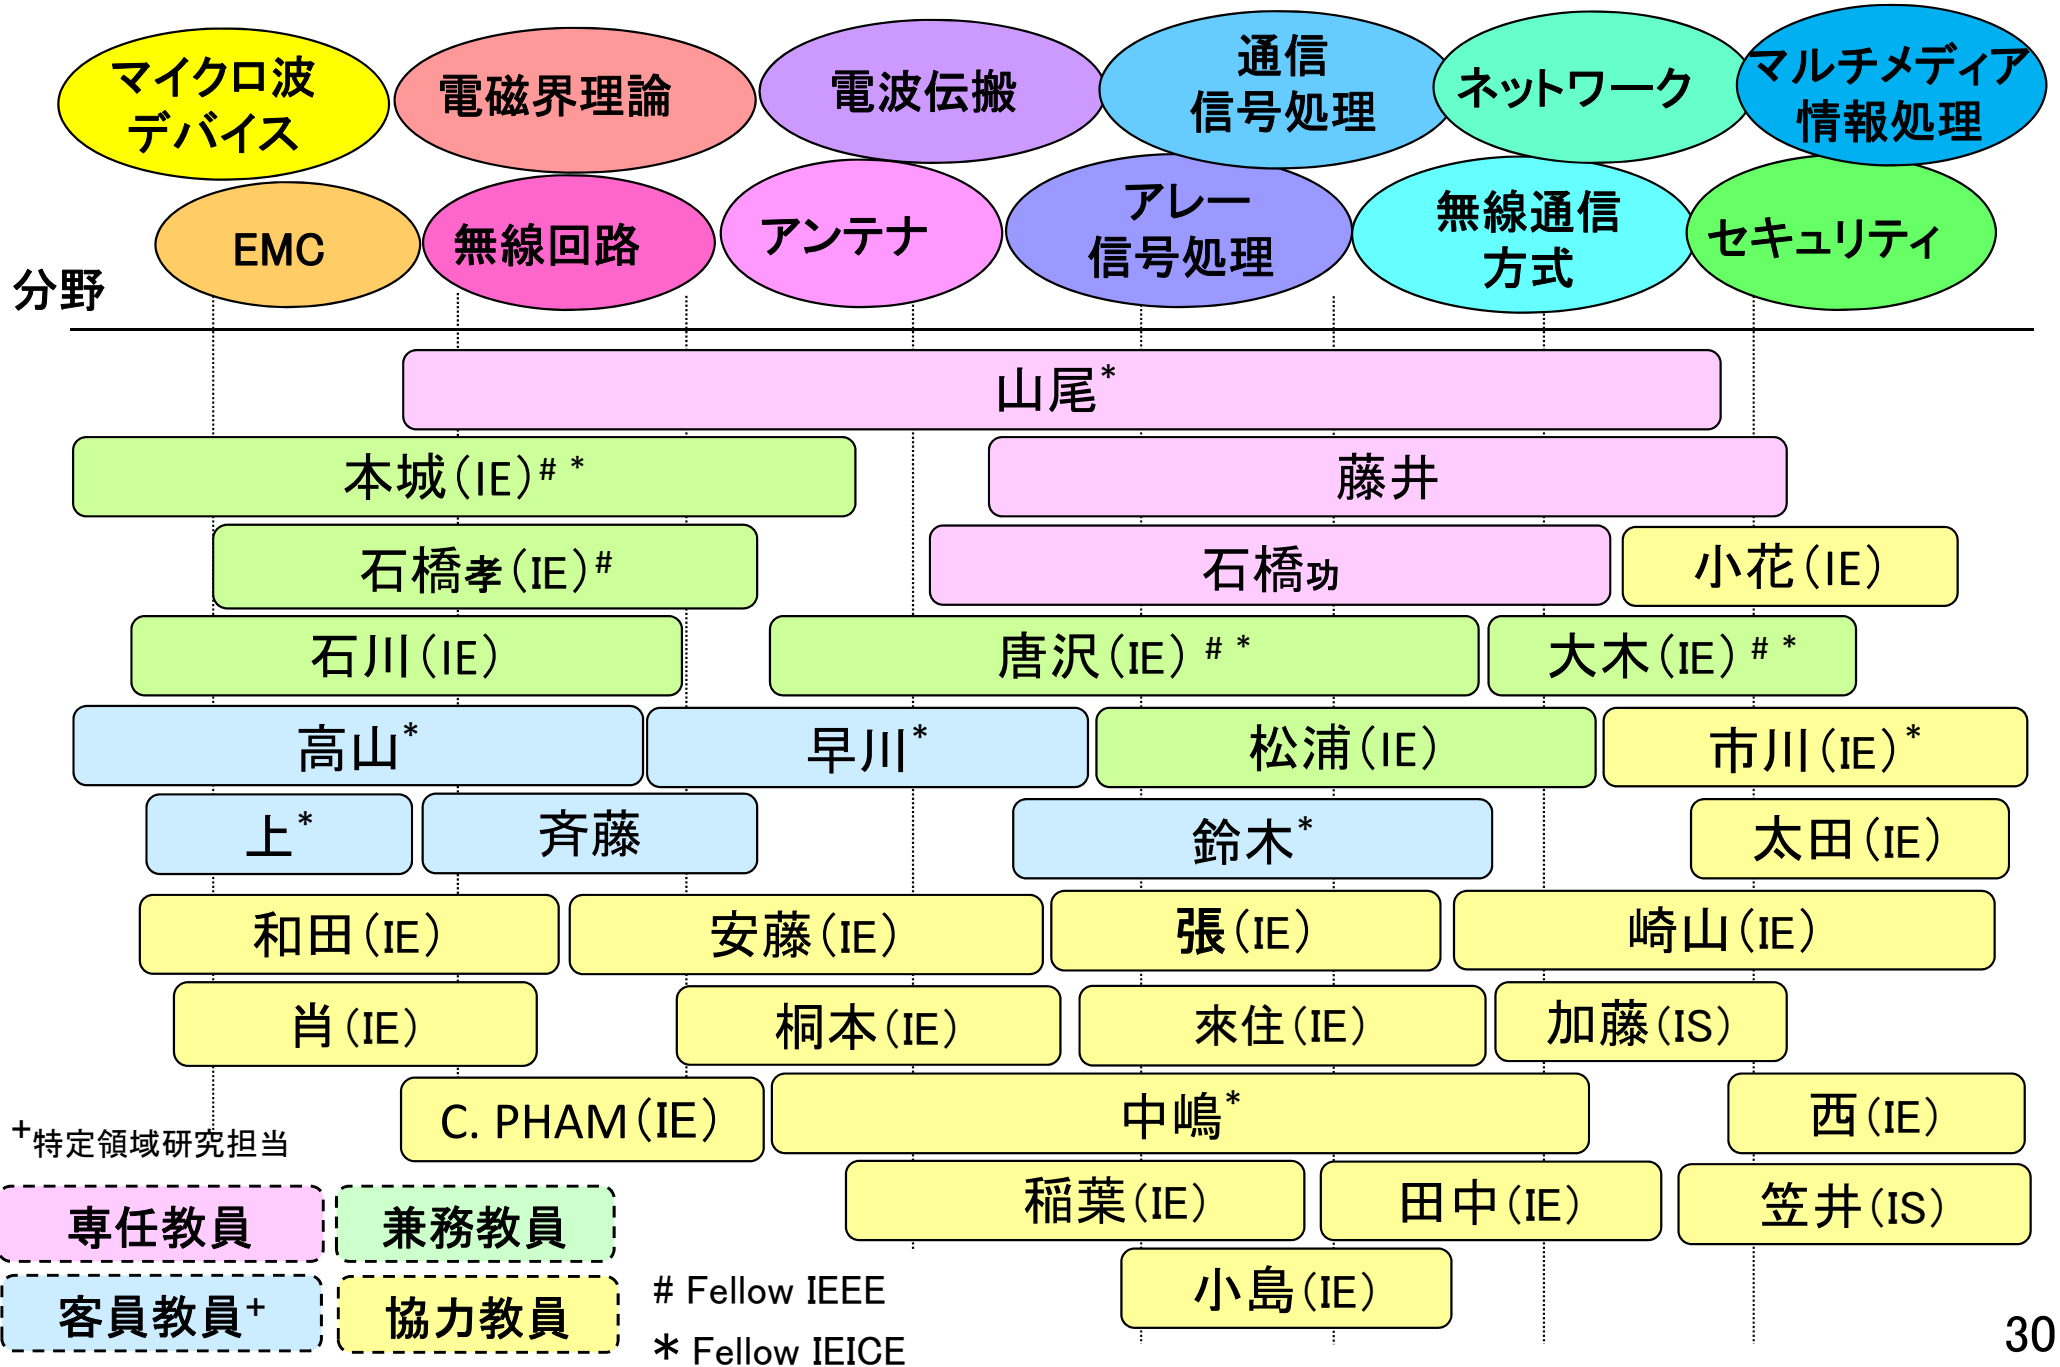 マイクロ波
デバイス
電磁界理論
電波伝搬
通信
信号処理
ネットワーク
マルチメディア
情報処理
EMC
無線回路
アンテナ
アレー
信号処理
無線通信
方式
セキュリティ
分野
山尾*
本城(IE)# *
藤井
石橋孝(IE)#
石橋功
小花(IE)
石川(IE)
唐沢(IE) # *
大木(IE) # *
高山*
早川*
松浦(IE)
市川(IE)*
上*
斉藤
鈴木*
太田(IE)
和田(IE)
安藤(IE)
張(IE)
崎山(IE)
肖(IE)
桐本(IE)
來住(IE)
加藤(IS)
C. PHAM(IE)
中嶋*
西(IE)
+特定領域研究担当
稲葉(IE)
田中(IE)
笠井(IS)
専任教員
兼務教員
小島(IE)
客員教員+
協力教員
# Fellow IEEE
* Fellow IEICE
30